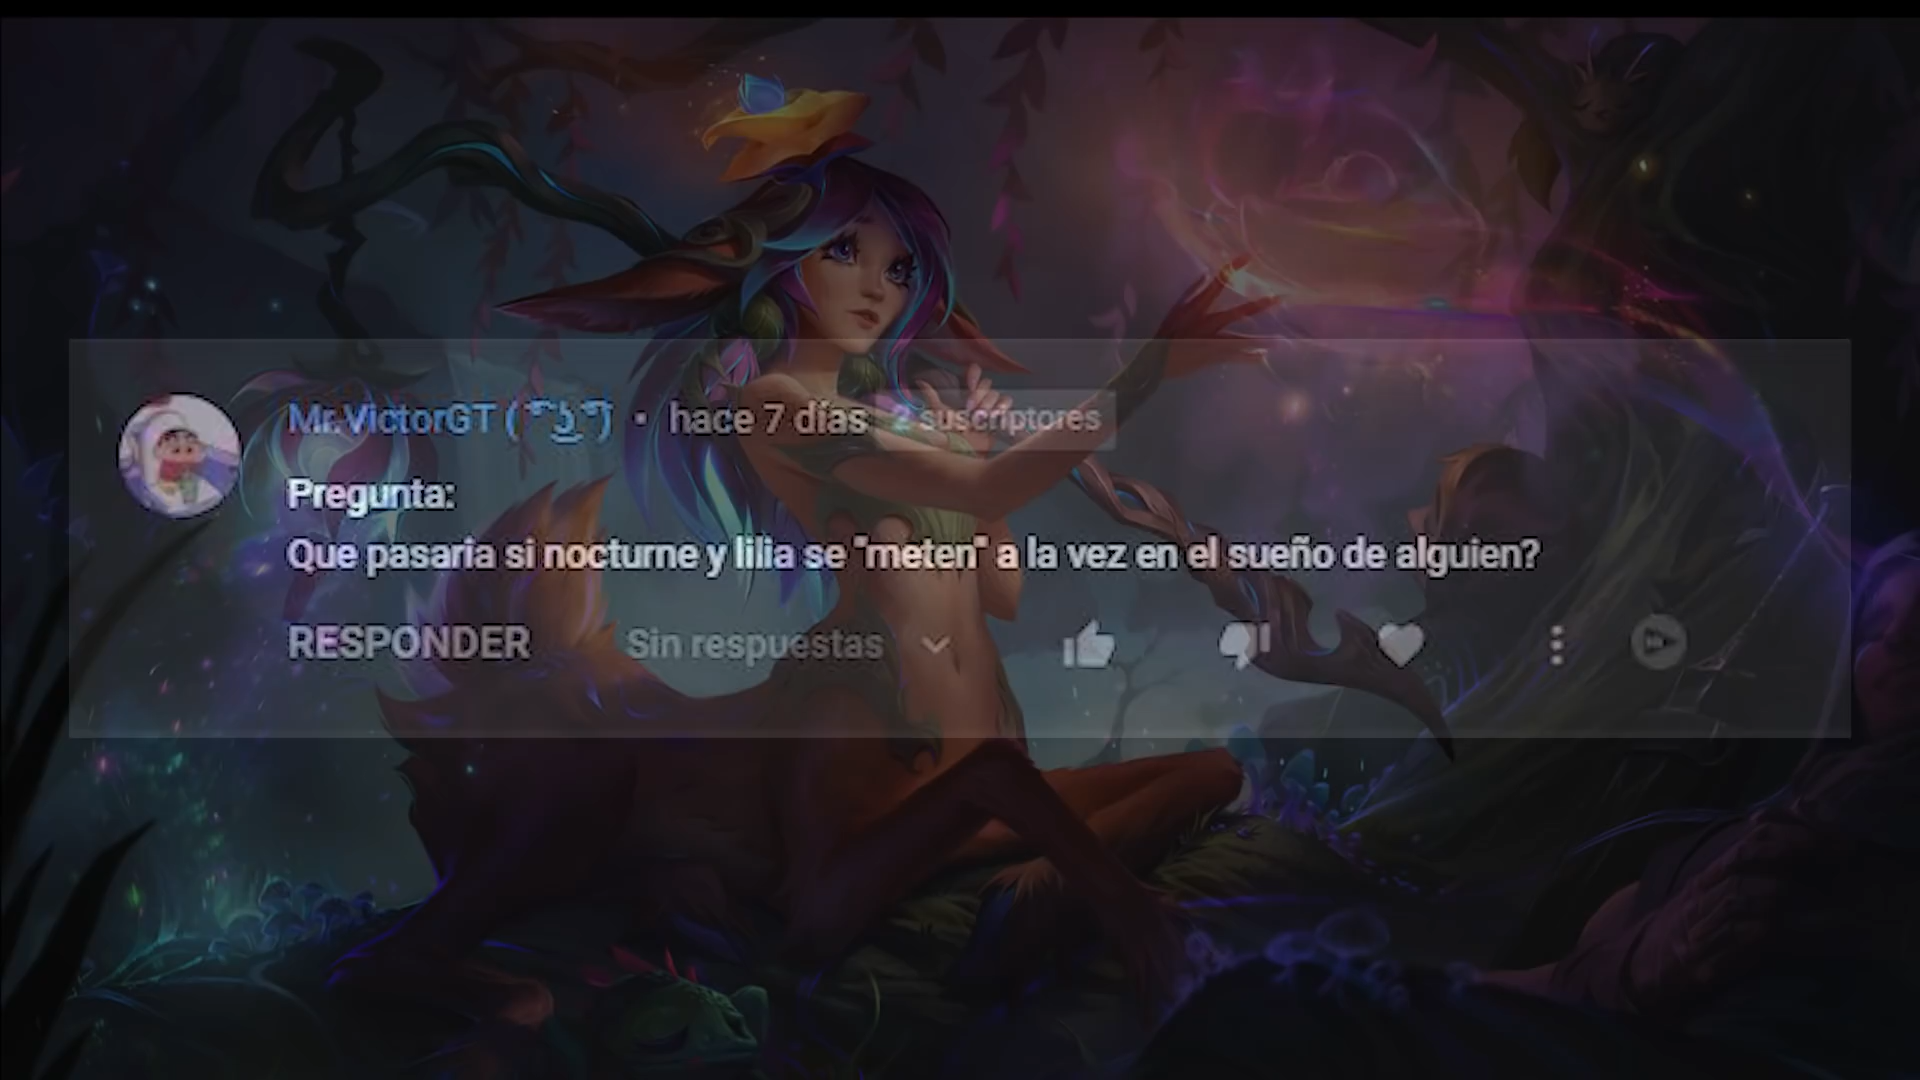 Mr.VictorGT ( ͡° ͜ʖ ͡°) • hace 7 días 2 suscriptores
Pregunta:
Que pasaria si nocturne y lilia se "meten" a la vez en el sueño de alguien?
RESPONDER Sin respuestas